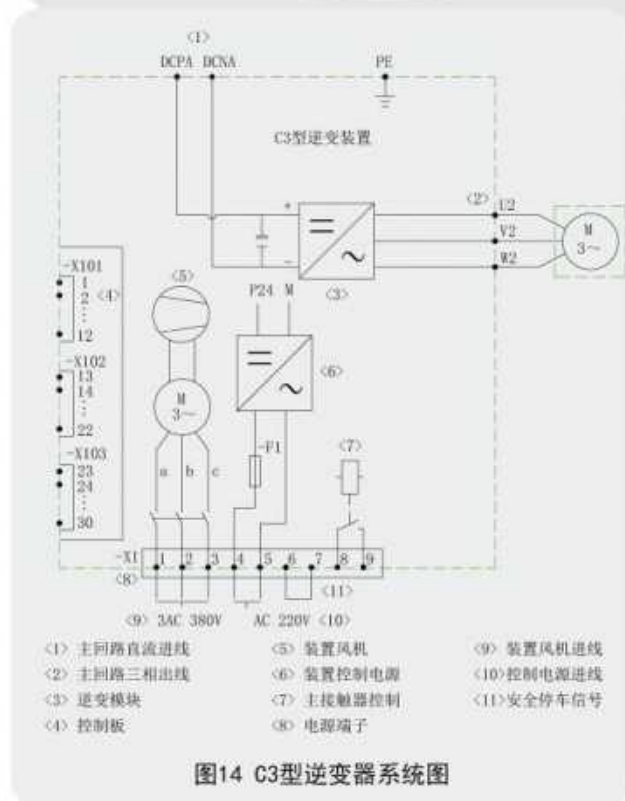 <1>
DCPA DCNA
PE
C3型逆变装置
+
-
<2> U2
V2
W2
M
3~
<3>
-X101
1
2 <4>
12
-X102
13
14
22
-X103
23
24
30
<5>
M
3~
a b c
P24 M
<6>
-F1
<7>
-X1 1 2 3 4 5 6 7 8 9
<8>
<11>
<9> 3AC 380V
AC 220V <10>
<1> 主回路直流进线
<2> 主回路三相出线
<3> 逆变模块
<4> 控制板
<5> 装置风机
<6> 装置控制电源
<7> 主接触器控制
<8> 电源端子
<9> 装置风机进线
<10>控制电源进线
<11>安全停车信号
图14 C3型逆变器系统图